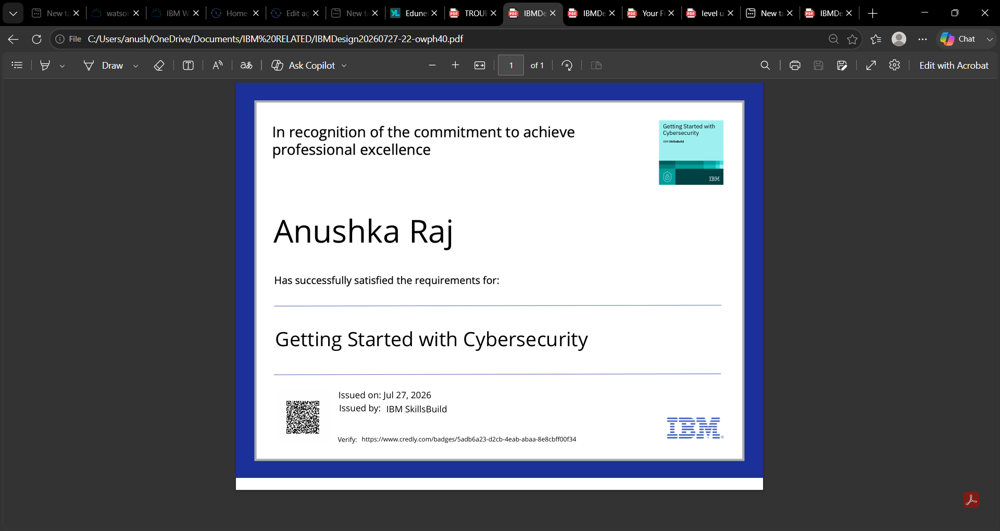 New ta
watsor
IBM W
Home
Edit ag
New ta
Edune
TROUB
IBMDe
IBMDe
Your F
level u
New ta
IBMDe
File C:/Users/anush/OneDrive/Documents/IBM%20RELATED/IBMDesign20260727-22-owph40.pdf
Chat
Draw
Ask Copilot
1 of 1
Edit with Acrobat
In recognition of the commitment to achieve
professional excellence
Getting Started with
Cybersecurity
IBM SkillsBuild
IBM
Anushka Raj
Has successfully satisfied the requirements for:
Getting Started with Cybersecurity
Issued on: Jul 27, 2026
Issued by: IBM SkillsBuild
Verify: https://www.credly.com/badges/5adb6a23-d2cb-4eab-abaa-8e8cbff00f34
IBM